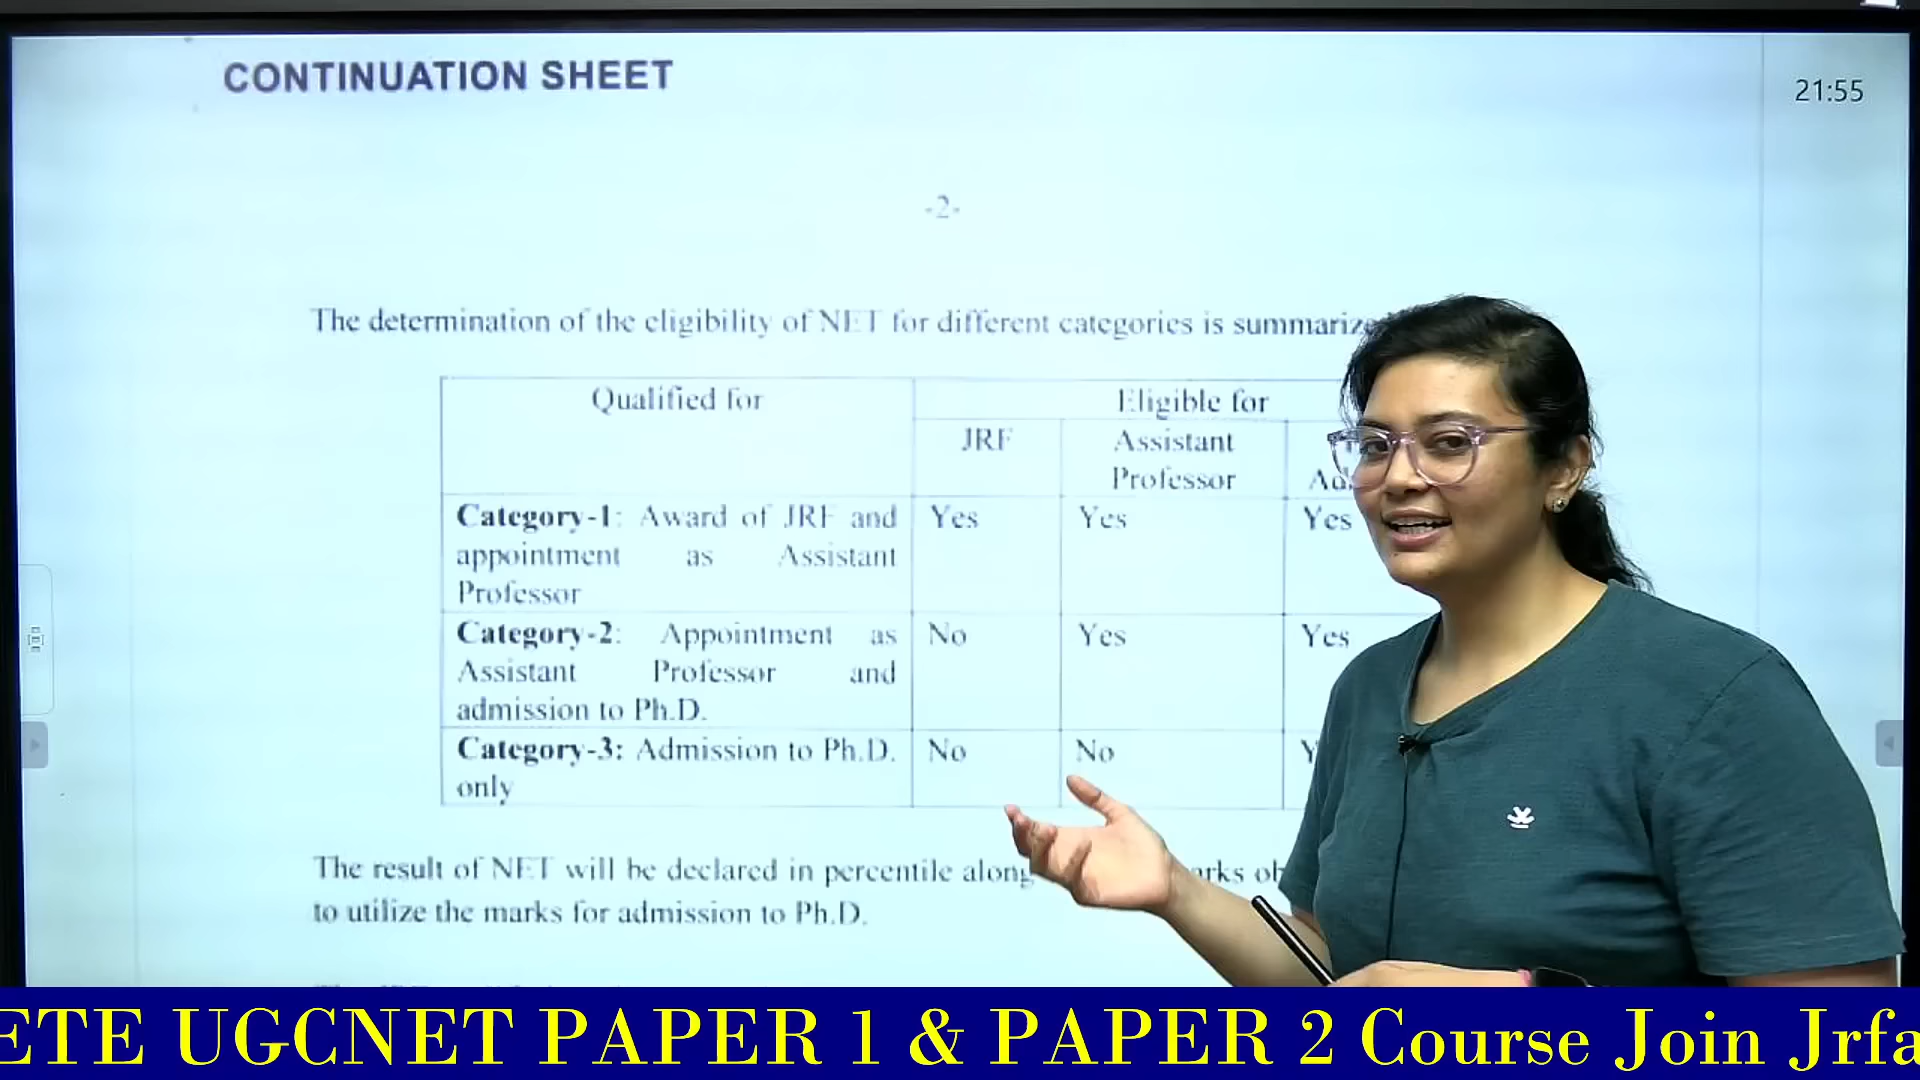 CONTINUATION SHEET
21:55
-2-
The determination of the eligibility of NET for different categories is
Qualified for
Eligible for
JRF
Assistant
Professor
Category-1: Award of JRF and
appointment as Assistant
Professor
Yes
Yes
Yes
Category-2: Appointment as
Assistant Professor and
admission to Ph.D.
No
Yes
Yes
Category-3: Admission to Ph.D.
only
No
No
The result of NET will be declared in percentile along
to utilize the marks for admission to Ph.D.
ETE UGCNET PAPER 1 & PAPER 2 Course Join Jrfa